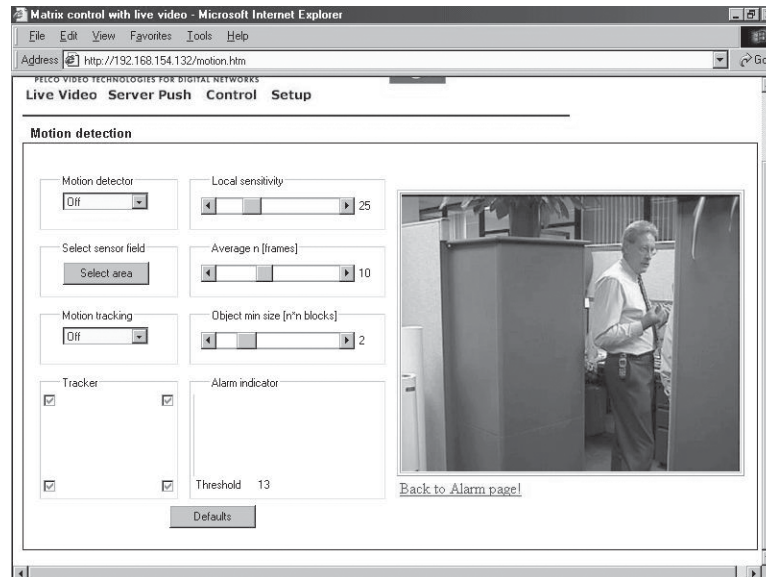 Matrix control with live video - Microsoft Internet Explorer
File Edit View Favorites Tools Help
Address http://192.168.154.132/motion.htm Go
PELCO VIDEO TECHNOLOGIES FOR DIGITAL NETWORKS
Live Video Server Push Control Setup
Motion detection
Motion detector
Off
Local sensitivity
25
Select sensor field
Select area
Average n [frames]
10
Motion tracking
Off
Object min size [n*n blocks]
2
Tracker
Alarm indicator
Threshold 13
Back to Alarm page!
Defaults